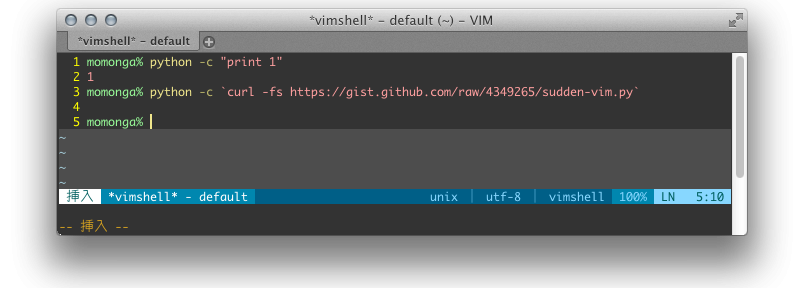 *vimshell* - default (~) - VIM
*vimshell* - default
1 momonga% python -c "print 1"
2 1
3 momonga% python -c `curl -fs https://gist.github.com/raw/4349265/sudden-vim.py`
4
5 momonga%
~
~
~
~
挿入 *vimshell* - default unix | utf-8 | vimshell 100% LN 5:10
-- 挿入 --